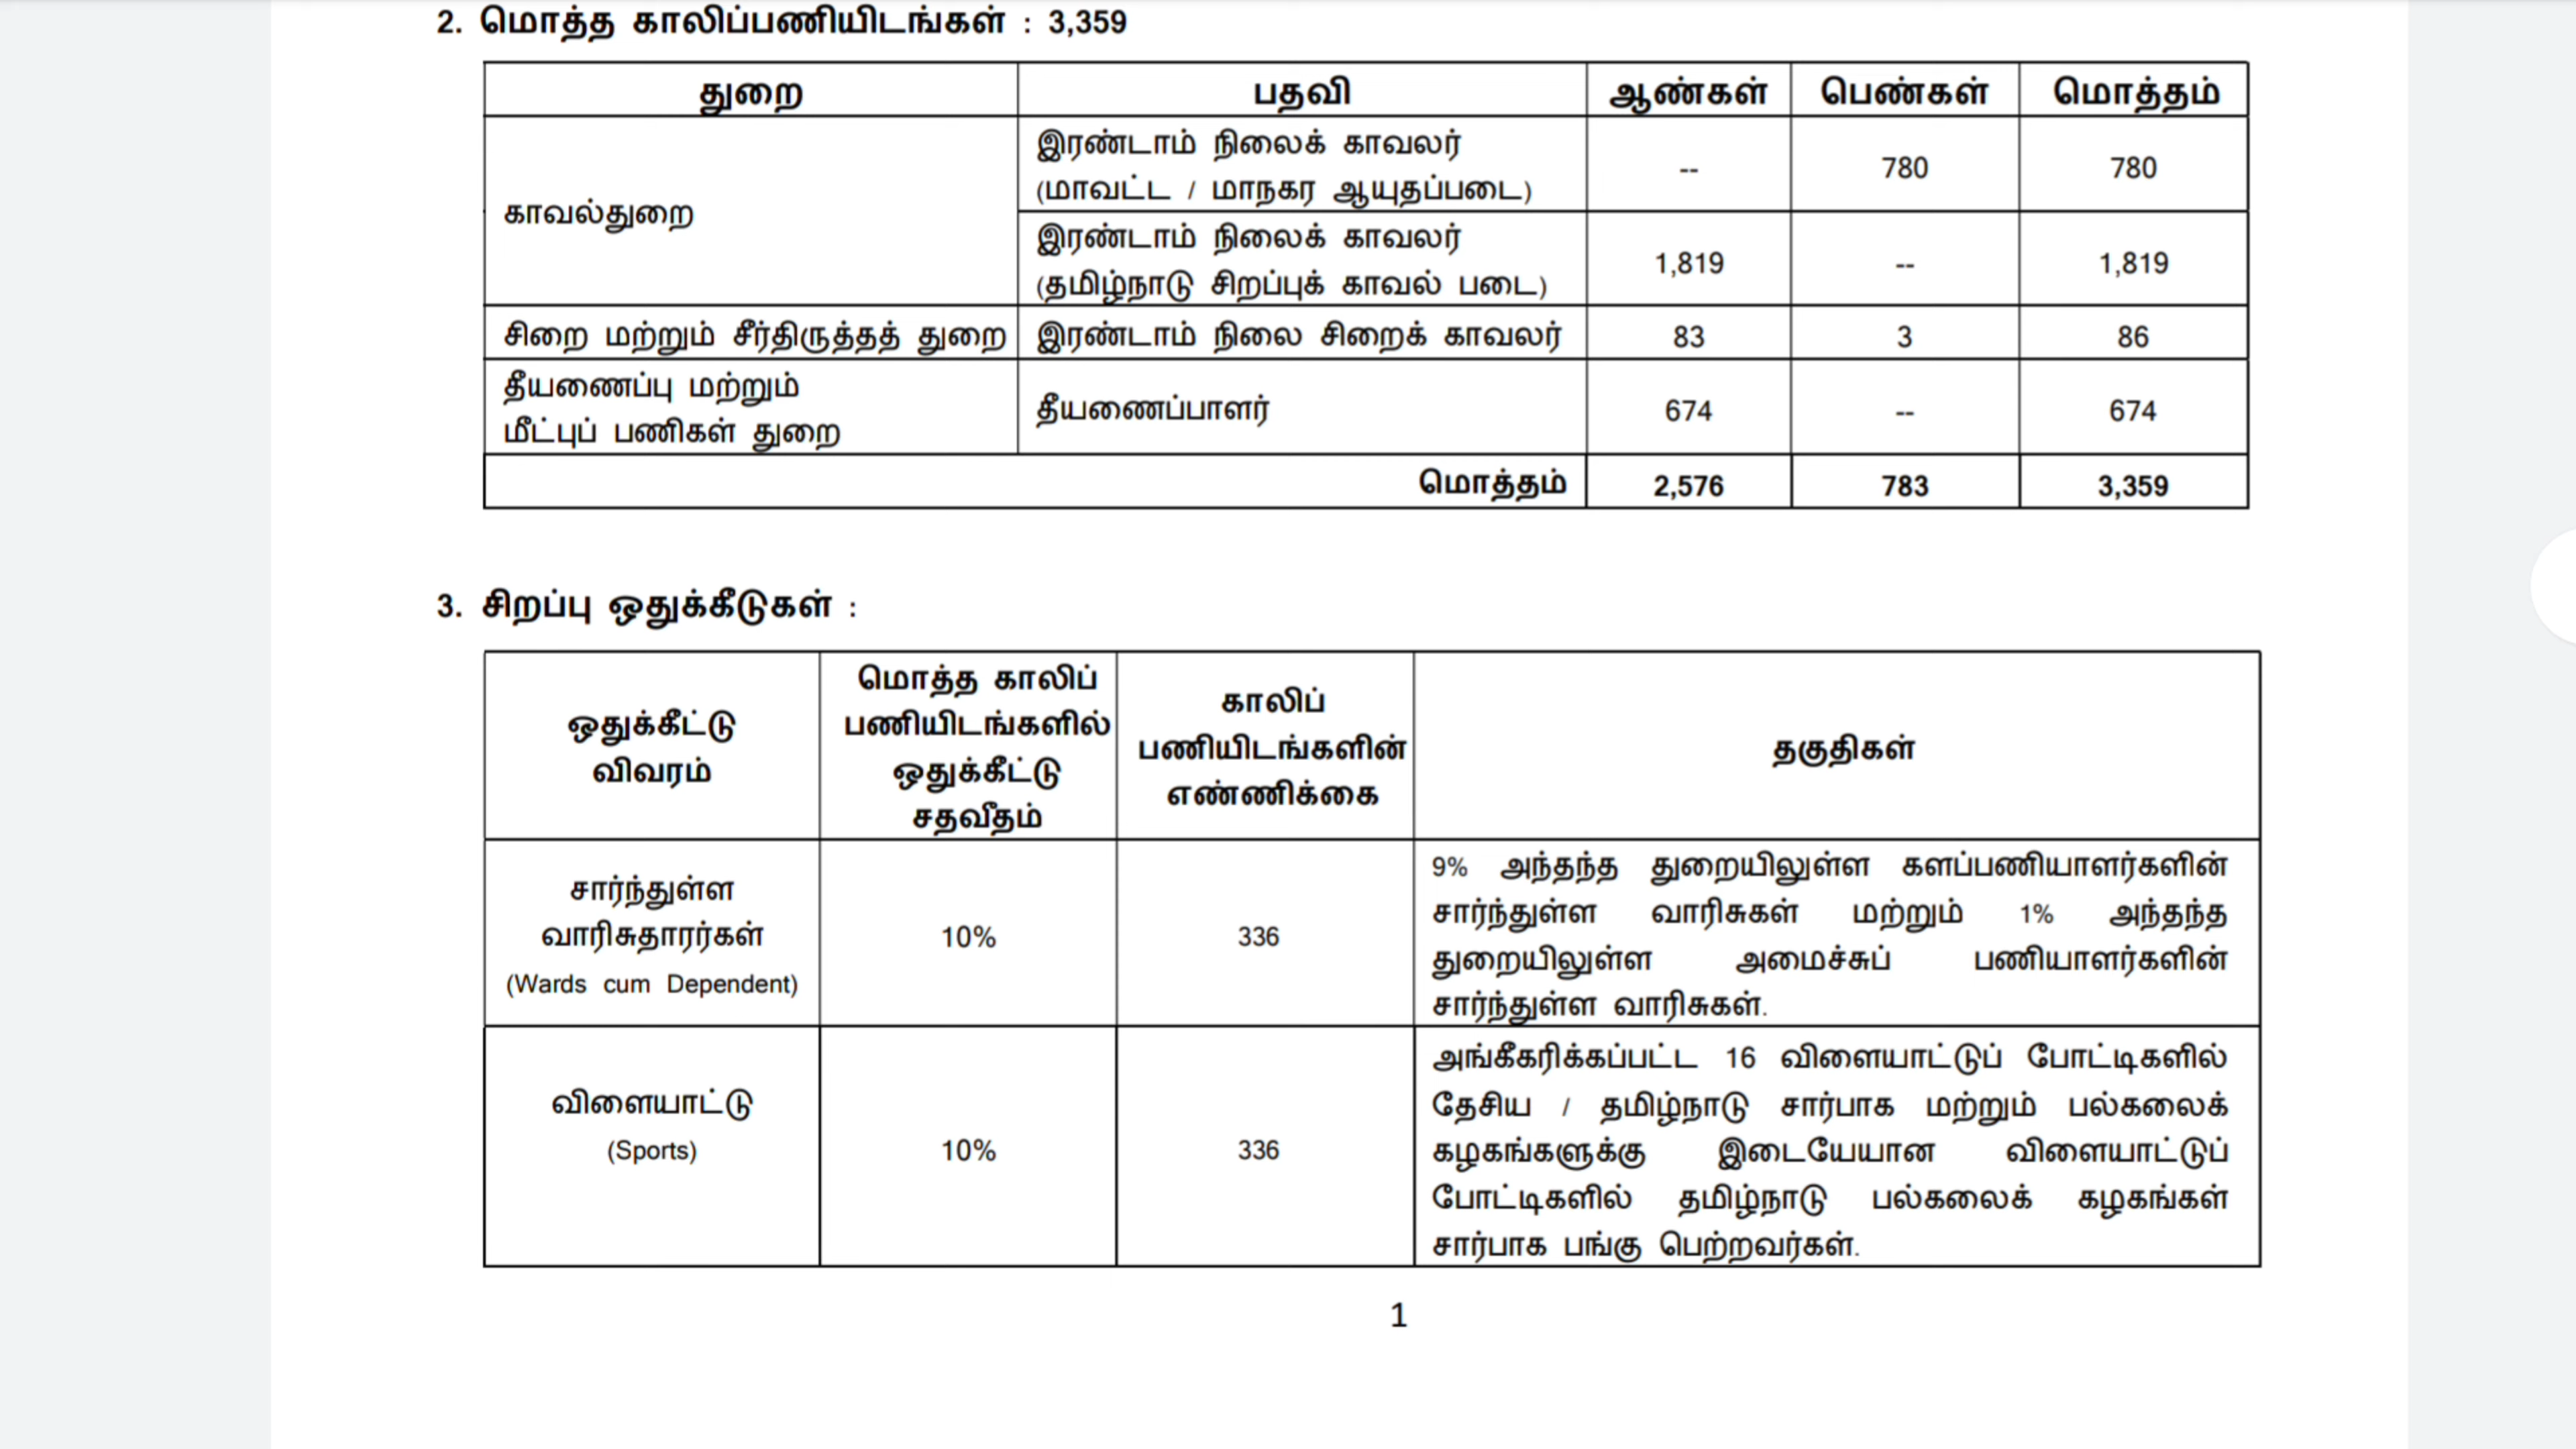 2. மொத்த காலிப்பணியிடங்கள் : 3,359
துறை பதவி ஆண்கள் பெண்கள் மொத்தம்
காவல்துறை
இரண்டாம் நிலைக் காவலர்
(மாவட்ட / மாநகர ஆயுதப்படை)
-- 780 780
இரண்டாம் நிலைக் காவலர்
(தமிழ்நாடு சிறப்புக் காவல் படை)
1,819 -- 1,819
சிறை மற்றும் சீர்திருத்தத் துறை இரண்டாம் நிலை சிறைக் காவலர் 83 3 86
தீயணைப்பு மற்றும்
மீட்புப் பணிகள் துறை
தீயணைப்பாளர் 674 -- 674
மொத்தம் 2,576 783 3,359
3. சிறப்பு ஒதுக்கீடுகள் :
ஒதுக்கீட்டு
விவரம்
மொத்த காலிப்
பணியிடங்களில்
ஒதுக்கீட்டு
சதவீதம்
காலிப்
பணியிடங்களின்
எண்ணிக்கை
தகுதிகள்
சார்ந்துள்ள
வாரிசுதாரர்கள்
(Wards cum Dependent)
10%
336
9% அந்தந்த துறையிலுள்ள களப்பணியாளர்களின்
சார்ந்துள்ள வாரிசுகள் மற்றும் 1% அந்தந்த
துறையிலுள்ள அமைச்சுப் பணியாளர்களின்
சார்ந்துள்ள வாரிசுகள்.
விளையாட்டு
(Sports)
10%
336
அங்கீகரிக்கப்பட்ட 16 விளையாட்டுப் போட்டிகளில்
தேசிய / தமிழ்நாடு சார்பாக மற்றும் பல்கலைக்
கழகங்களுக்கு இடையேயான விளையாட்டுப்
போட்டிகளில் தமிழ்நாடு பல்கலைக் கழகங்கள்
சார்பாக பங்கு பெற்றவர்கள்.
1